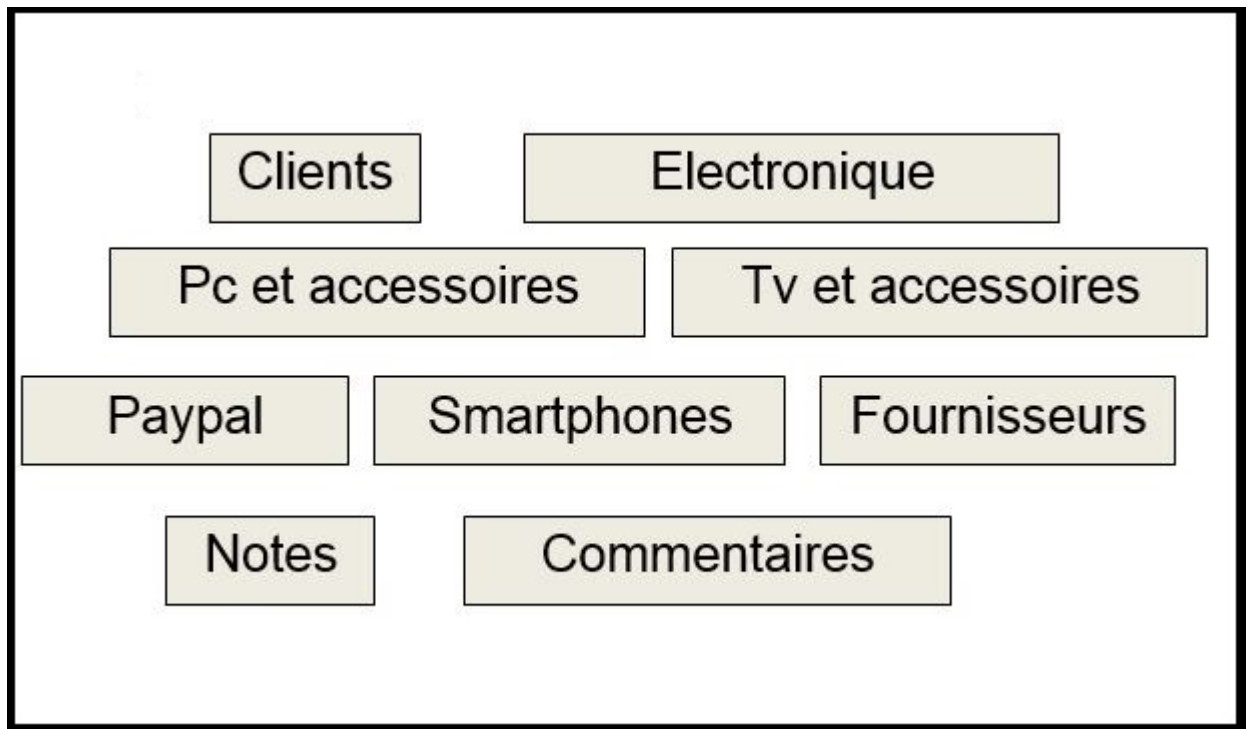 Clients Electronique
Pc et accessoires Tv et accessoires
Paypal Smartphones Fournisseurs
Notes Commentaires